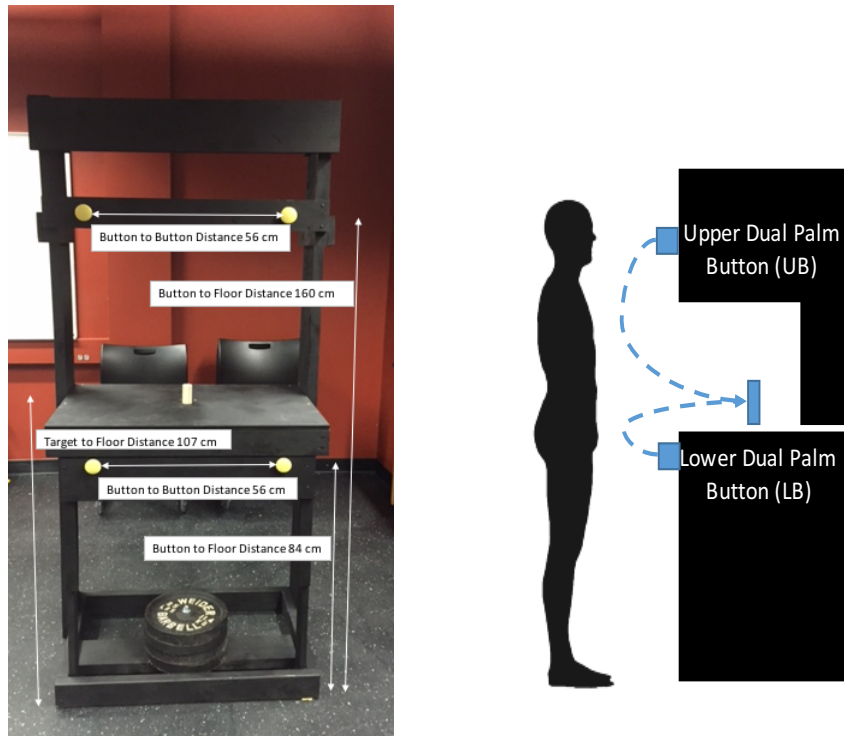 Button to Button Distance 56 cm
Button to Floor Distance 160 cm
Target to Floor Distance 107 cm
Button to Button Distance 56 cm
Button to Floor Distance 84 cm
WEIDER
BARBELL
Upper Dual Palm
Button (UB)
Lower Dual Palm
Button (LB)